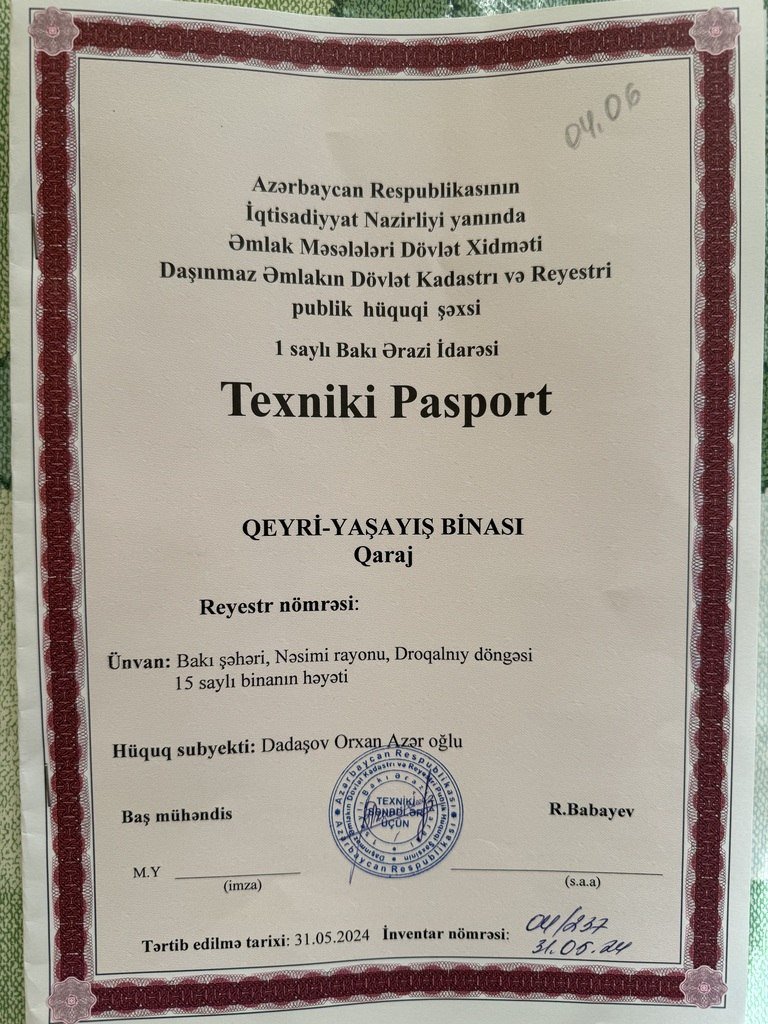 04.06
Azərbaycan Respublikasının
İqtisadiyyat Nazirliyi yanında
Əmlak Məsələləri Dövlət Xidməti
Daşınmaz Əmlakın Dövlət Kadastrı və Reyestri
publik hüquqi şəxsi
1 saylı Bakı Ərazi İdarəsi
Texniki Pasport
QEYRİ-YAŞAYIŞ BİNASI
Qaraj
Reyestr nömrəsi:
Ünvan: Bakı şəhəri, Nəsimi rayonu, Droqalnıy döngəsi
15 saylı binanın həyəti
Hüquq subyekti: Dadaşov Orxan Azər oğlu
Azərbaycan Respublikası
TEXNİKİ
SƏNƏDLƏR
ÜÇÜN
Baş mühəndis R.Babayev
M.Y
(imza) (s.a.a)
Tərtib edilmə tarixi: 31.05.2024 İnventar nömrəsi: 04/237
31.05.24